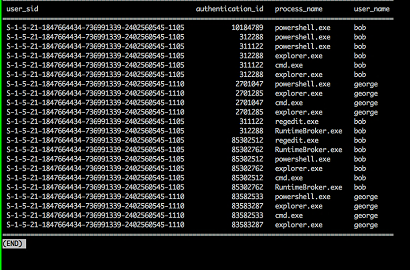 user_sid authentication_id process_name user_name
S-1-5-21-1847664434-736991339-2402560545-1105 10184789 powershell.exe bob
S-1-5-21-1847664434-736991339-2402560545-1105 312288 powershell.exe bob
S-1-5-21-1847664434-736991339-2402560545-1105 311122 powershell.exe bob
S-1-5-21-1847664434-736991339-2402560545-1105 312288 explorer.exe bob
S-1-5-21-1847664434-736991339-2402560545-1105 311122 cmd.exe bob
S-1-5-21-1847664434-736991339-2402560545-1105 312288 explorer.exe bob
S-1-5-21-1847664434-736991339-2402560545-1110 2701047 powershell.exe george
S-1-5-21-1847664434-736991339-2402560545-1110 2701285 explorer.exe george
S-1-5-21-1847664434-736991339-2402560545-1110 2701047 cmd.exe george
S-1-5-21-1847664434-736991339-2402560545-1110 2701285 explorer.exe george
S-1-5-21-1847664434-736991339-2402560545-1105 311122 regedit.exe bob
S-1-5-21-1847664434-736991339-2402560545-1105 312288 RuntimeBroker.exe bob
S-1-5-21-1847664434-736991339-2402560545-1105 85302512 regedit.exe bob
S-1-5-21-1847664434-736991339-2402560545-1105 85302762 RuntimeBroker.exe bob
S-1-5-21-1847664434-736991339-2402560545-1105 85302512 powershell.exe bob
S-1-5-21-1847664434-736991339-2402560545-1105 85302762 explorer.exe bob
S-1-5-21-1847664434-736991339-2402560545-1105 85302512 cmd.exe bob
S-1-5-21-1847664434-736991339-2402560545-1105 85302762 RuntimeBroker.exe bob
S-1-5-21-1847664434-736991339-2402560545-1110 83582533 powershell.exe george
S-1-5-21-1847664434-736991339-2402560545-1110 83583287 explorer.exe george
S-1-5-21-1847664434-736991339-2402560545-1110 83582533 cmd.exe george
S-1-5-21-1847664434-736991339-2402560545-1110 83583287 explorer.exe george
(END)